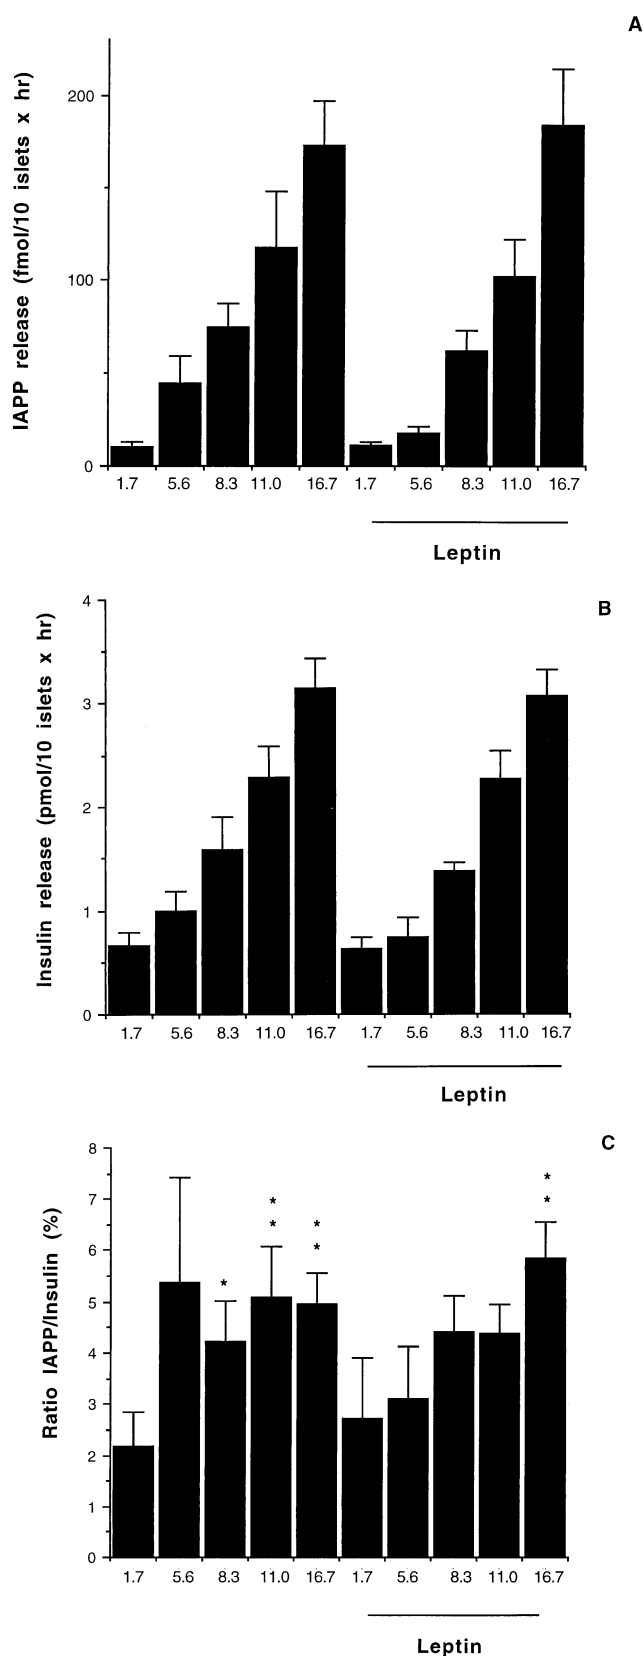 A
IAPP release (fmol/10 islets x hr)
200
100
0
1.7 5.6 8.3 11.0 16.7 1.7 5.6 8.3 11.0 16.7
Leptin
B
Insulin release (pmol/10 islets x hr)
4
3
2
1
0
1.7 5.6 8.3 11.0 16.7 1.7 5.6 8.3 11.0 16.7
Leptin
C
Ratio IAPP/Insulin (%)
8
7
6
5
4
3
2
1
0
* * * * * * *
1.7 5.6 8.3 11.0 16.7 1.7 5.6 8.3 11.0 16.7
Leptin